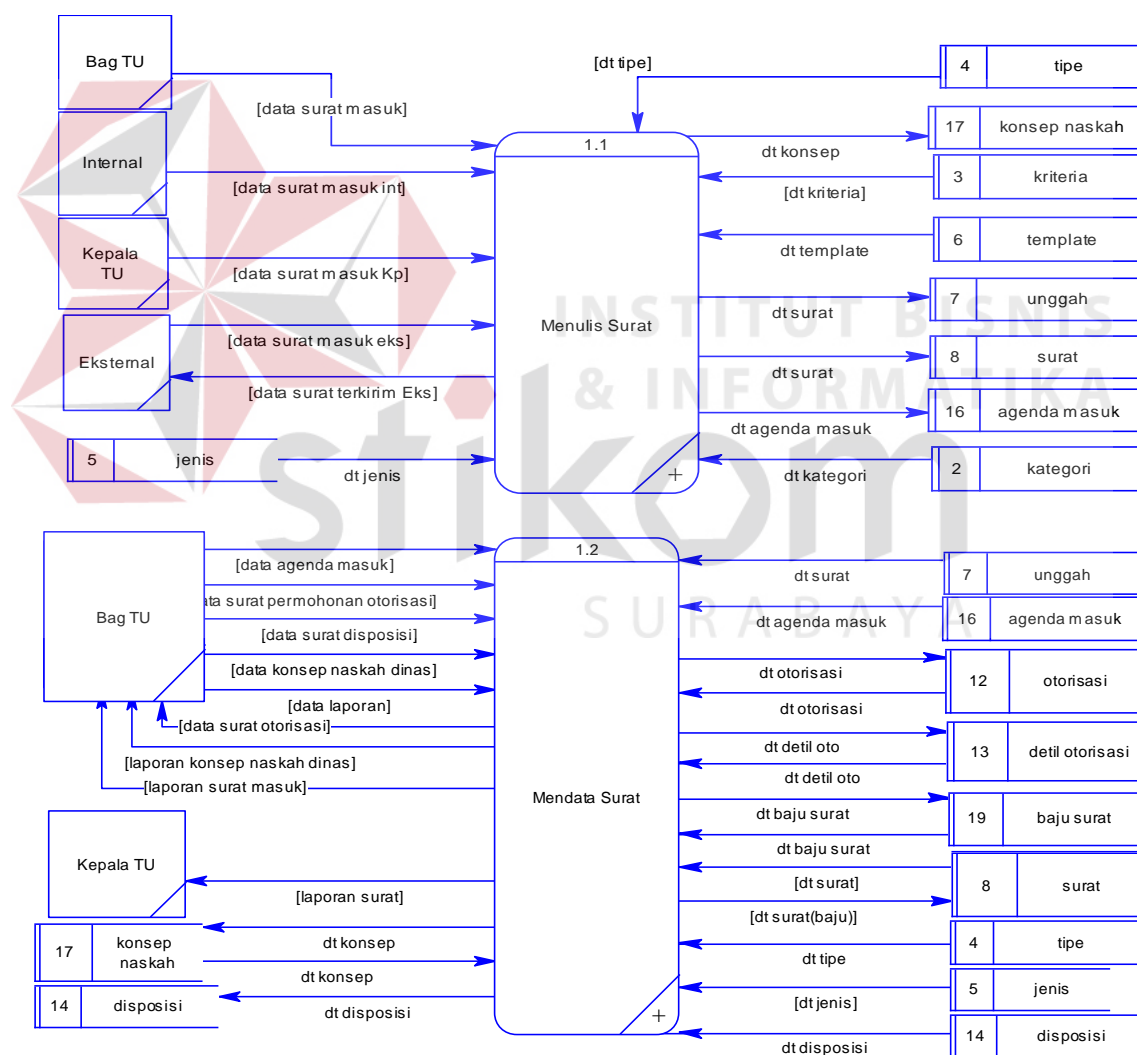 Bag TU
[data surat masuk]
Internal
[data surat masuk int]
Kepala
TU
[data surat masuk Kp]
Eksternal
[data surat masuk eks]
[data surat terkirim Eks]
5 jenis
dt jenis
1.1
Menulis Surat
+
[dt tipe]
4 tipe
17 konsep naskah
dt konsep
3 kriteria
[dt kriteria]
6 template
dt template
7 unggah
dt surat
8 surat
dt surat
16 agenda masuk
dt agenda masuk
2 kategori
dt kategori
INSTITUT BISNIS
& INFORMATIKA
stikom
SURABAYA
Bag TU
[data agenda masuk]
ata surat permohonan otorisasi]
[data surat disposisi]
[data konsep naskah dinas]
[data laporan]
[data surat otorisasi]
[laporan konsep naskah dinas]
[laporan surat masuk]
Kepala TU
[laporan surat]
17 konsep
naskah
dt konsep
dt konsep
14 disposisi
dt disposisi
1.2
Mendata Surat
+
7 unggah
dt surat
16 agenda masuk
dt agenda masuk
dt otorisasi
12 otorisasi
dt otorisasi
dt detil oto
13 detil otorisasi
dt detil oto
dt baju surat
19 baju surat
dt baju surat
[dt surat]
8 surat
[dt surat(baju)]
4 tipe
dt tipe
5 jenis
[dt jenis]
14 disposisi
dt disposisi